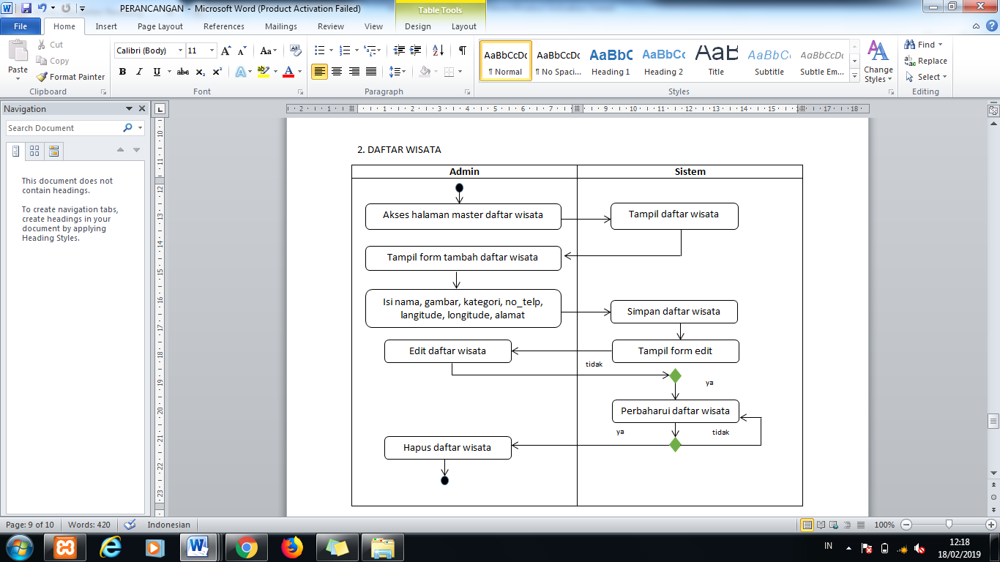 PERANCANGAN - Microsoft Word (Product Activation Failed)
Table Tools
File
Home
Insert
Page Layout
References
Mailings
Review
View
Design
Layout
Paste
Cut
Copy
Format Painter
Clipboard
Calibri (Body)
11
Font
Paragraph
AaBbCcDc
¶ Normal
AaBbCcDc
¶ No Spaci...
AaBbC
Heading 1
AaBbCc
Heading 2
AaB
Title
AaBbCc
Subtitle
AaBbCcDc
Subtle Em...
Styles
Change
Styles
Find
Replace
Select
Editing
Navigation
Search Document
This document does not
contain headings.
To create navigation tabs,
create headings in your
document by applying
Heading Styles.
2. DAFTAR WISATA
Admin
Sistem
Akses halaman master daftar wisata
Tampil daftar wisata
Tampil form tambah daftar wisata
Isi nama, gambar, kategori, no_telp,
langitude, longitude, alamat
Simpan daftar wisata
Edit daftar wisata
Tampil form edit
tidak
ya
Perbaharui daftar wisata
ya
tidak
Hapus daftar wisata
Page: 9 of 10
Words: 420
Indonesian
100%
IN
12:18
18/02/2019